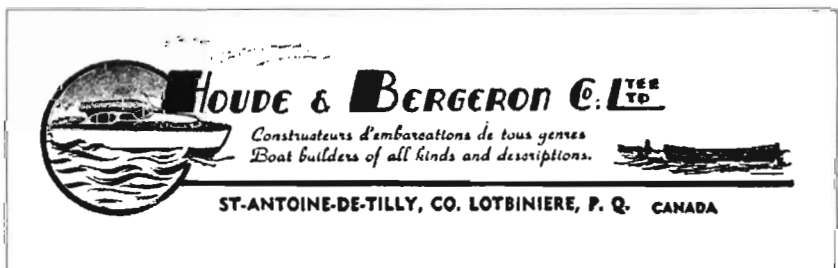 HOUDE & BERGERON CO. LTEE LTD
Constructeurs d'embarcations de tous genres
Boat builders of all kinds and descriptions.
ST-ANTOINE-DE-TILLY, CO. LOTBINIERE, P. Q. CANADA